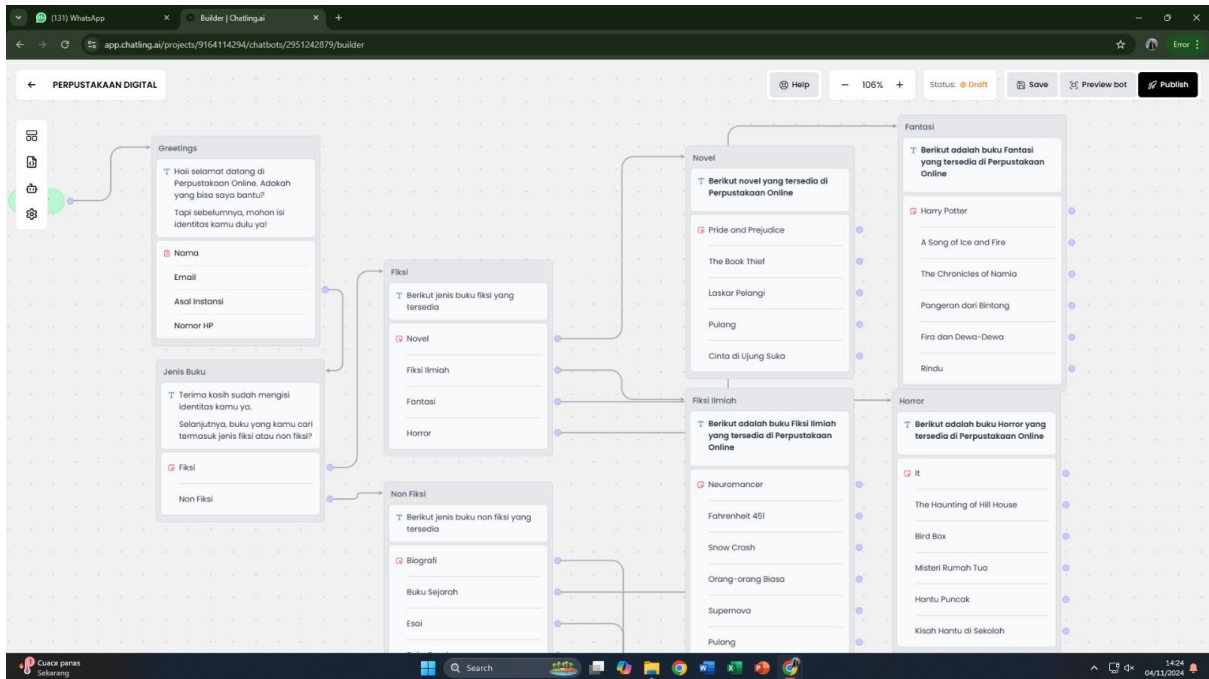 (131) WhatsApp
Builder | Chatling.ai
app.chatling.ai/projects/9164114294/chatbots/2951242879/builder
Error
PERPUSTAKAAN DIGITAL
Help
106%
Status: Draft
Save
Preview bot
Publish
Greetings
Haii selamat datang di
Perpustakaan Online. Adakah
yang bisa saya bantu?
Tapi sebelumnya, mohon isi
identitas kamu dulu ya!
Nama
Email
Asal Instansi
Nomor HP
Jenis Buku
Terima kasih sudah mengisi
identitas kamu ya.
Selanjutnya, buku yang kamu cari
termasuk jenis fiksi atau non fiksi?
Fiksi
Non Fiksi
Fiksi
Berikut jenis buku fiksi yang
tersedia
Novel
Fiksi Ilmiah
Fantasi
Horror
Non Fiksi
Berikut jenis buku non fiksi yang
tersedia
Biografi
Buku Sejarah
Esai
Novel
Berikut novel yang tersedia di
Perpustakaan Online
Pride and Prejudice
The Book Thief
Laskar Pelangi
Pulang
Cinta di Ujung Suka
Fiksi Ilmiah
Berikut adalah buku Fiksi Ilmiah
yang tersedia di Perpustakaan
Online
Neuromancer
Fahrenheit 451
Snow Crash
Orang-orang Biasa
Supernova
Pulang
Fantasi
Berikut adalah buku Fantasi
yang tersedia di Perpustakaan
Online
Harry Potter
A Song of Ice and Fire
The Chronicles of Narnia
Pangeran dari Bintang
Fira dan Dewa-Dewa
Rindu
Horror
Berikut adalah buku Horror yang
tersedia di Perpustakaan Online
It
The Haunting of Hill House
Bird Box
Misteri Rumah Tua
Hantu Puncak
Kisah Hantu di Sekolah
Cuaca panas
Sekarang
Search
14:24
04/11/2024